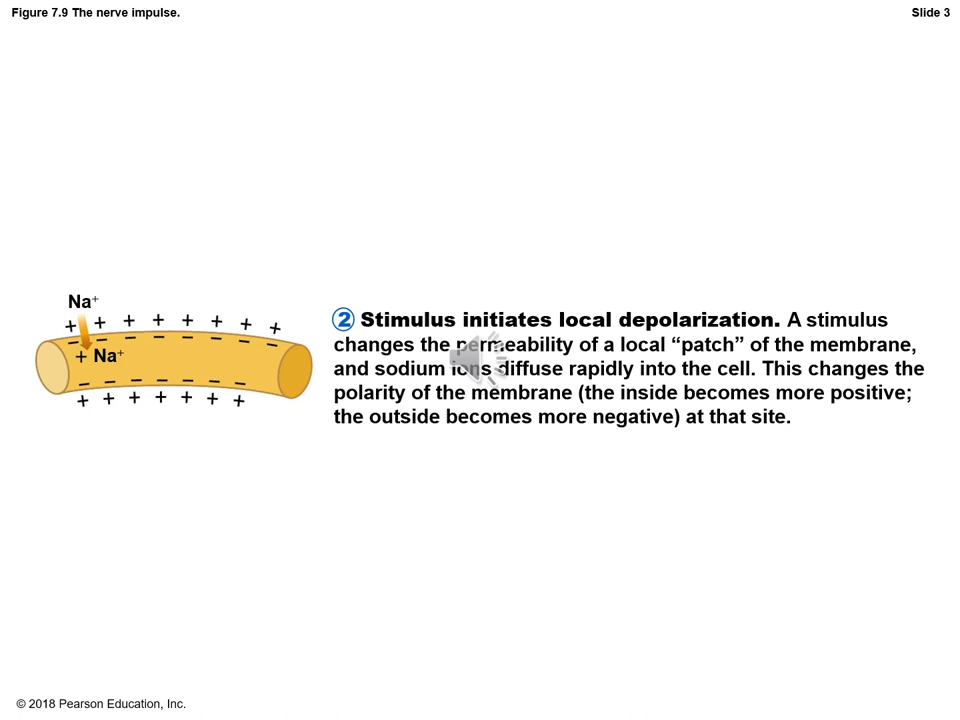 Figure 7.9 The nerve impulse.
Slide 3
Na⁺
+ + + + + + + +
− − − − − − − −
+ Na⁺
− − − − − − −
+ + + + + + +
2 Stimulus initiates local depolarization. A stimulus
changes the permeability of a local “patch” of the membrane,
and sodium ions diffuse rapidly into the cell. This changes the
polarity of the membrane (the inside becomes more positive;
the outside becomes more negative) at that site.
© 2018 Pearson Education, Inc.